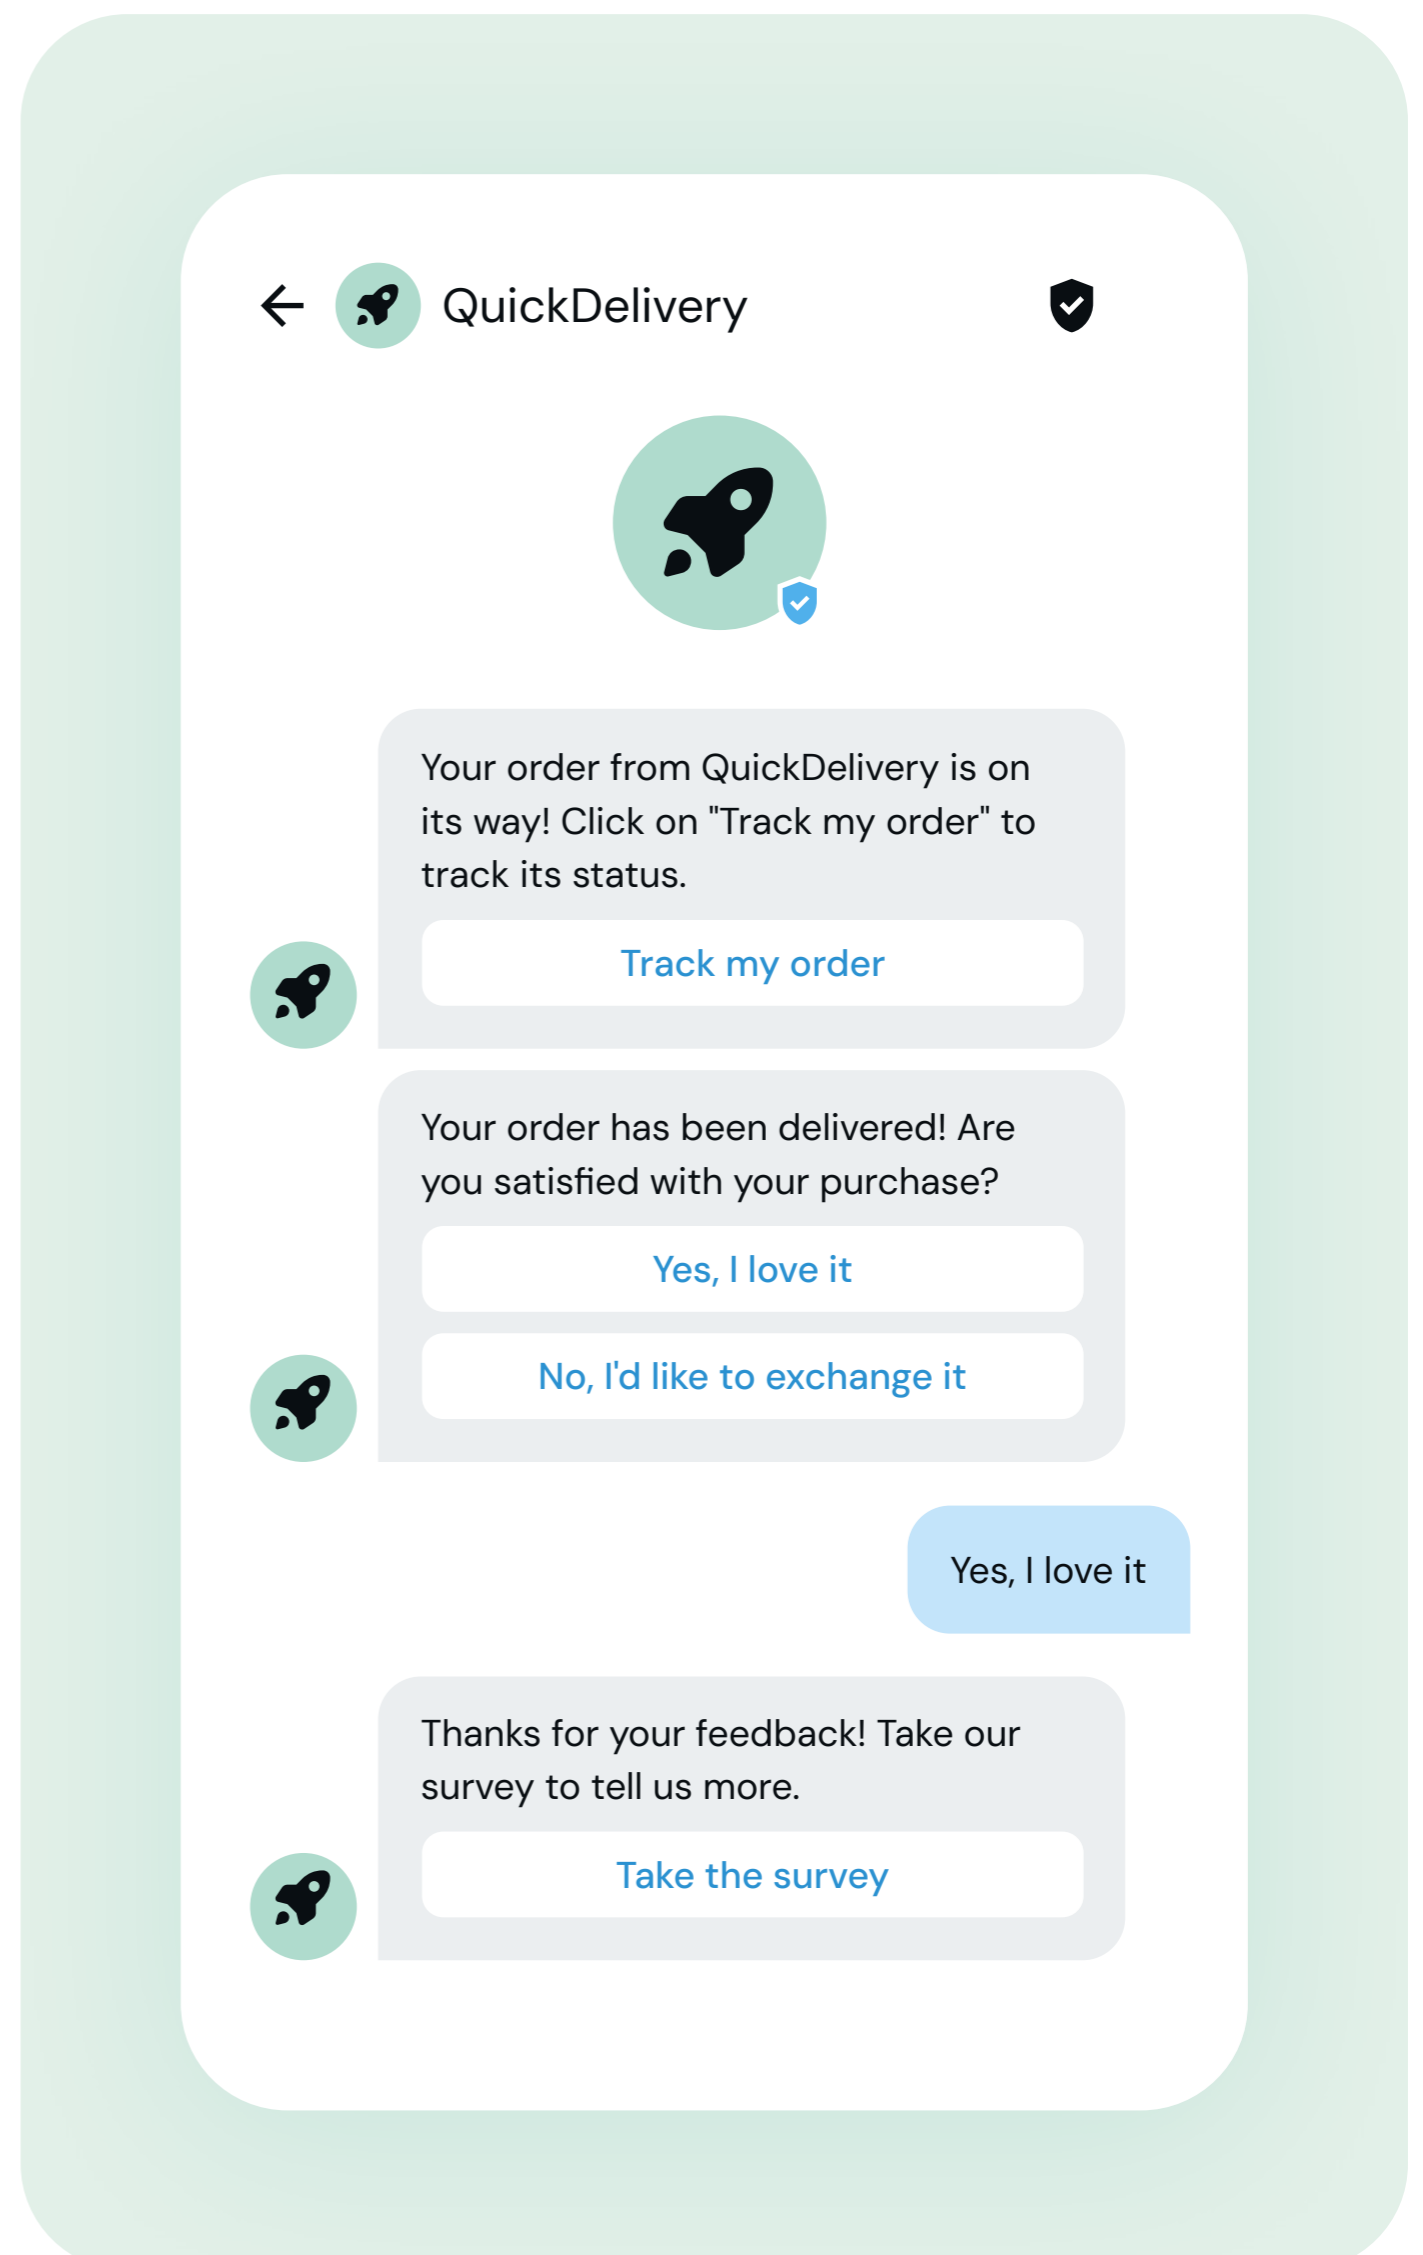 QuickDelivery
Your order from QuickDelivery is on
its way! Click on "Track my order" to
track its status.
Track my order
Your order has been delivered! Are
you satisfied with your purchase?
Yes, I love it
No, I'd like to exchange it
Yes, I love it
Thanks for your feedback! Take our
survey to tell us more.
Take the survey